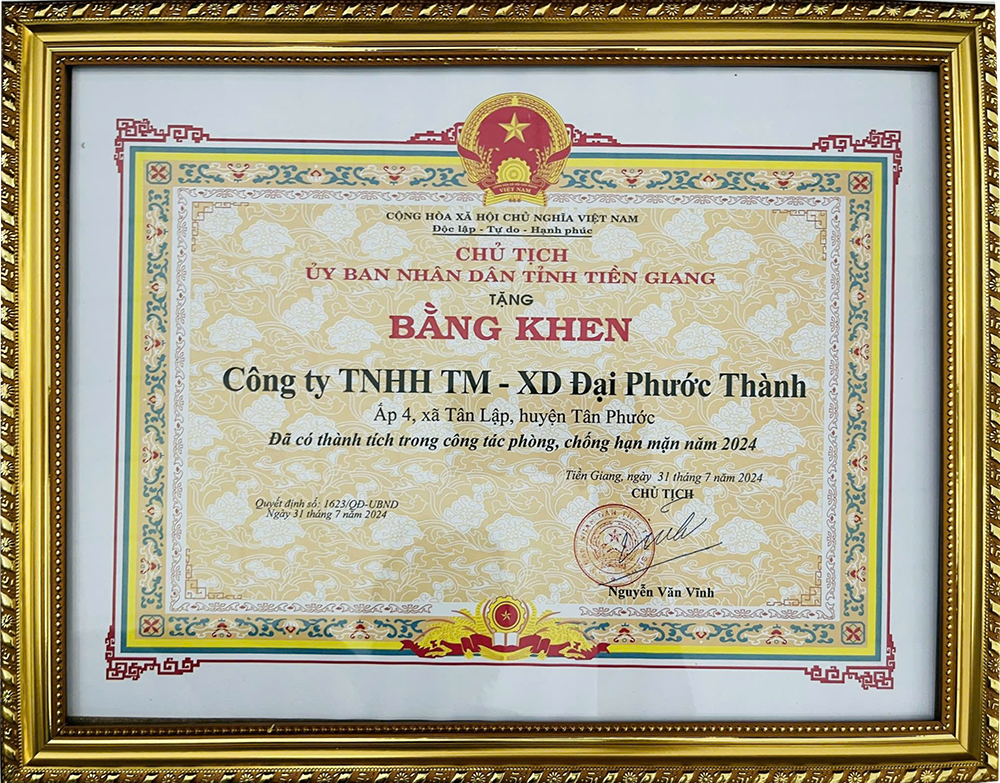 VIỆT NAM
CỘNG HÒA XÃ HỘI CHỦ NGHĨA VIỆT NAM
Độc lập - Tự do - Hạnh phúc
CHỦ TỊCH
ỦY BAN NHÂN DÂN TỈNH TIỀN GIANG
TẶNG
BẰNG KHEN
Công ty TNHH TM - XD Đại Phước Thành
Ấp 4, xã Tân Lập, huyện Tân Phước
Đã có thành tích trong công tác phòng, chống hạn mặn năm 2024
Tiền Giang, ngày 31 tháng 7 năm 2024
CHỦ TỊCH
Quyết định số: 1623/QĐ-UBND
Ngày 31 tháng 7 năm 2024
Nguyễn Văn Vĩnh